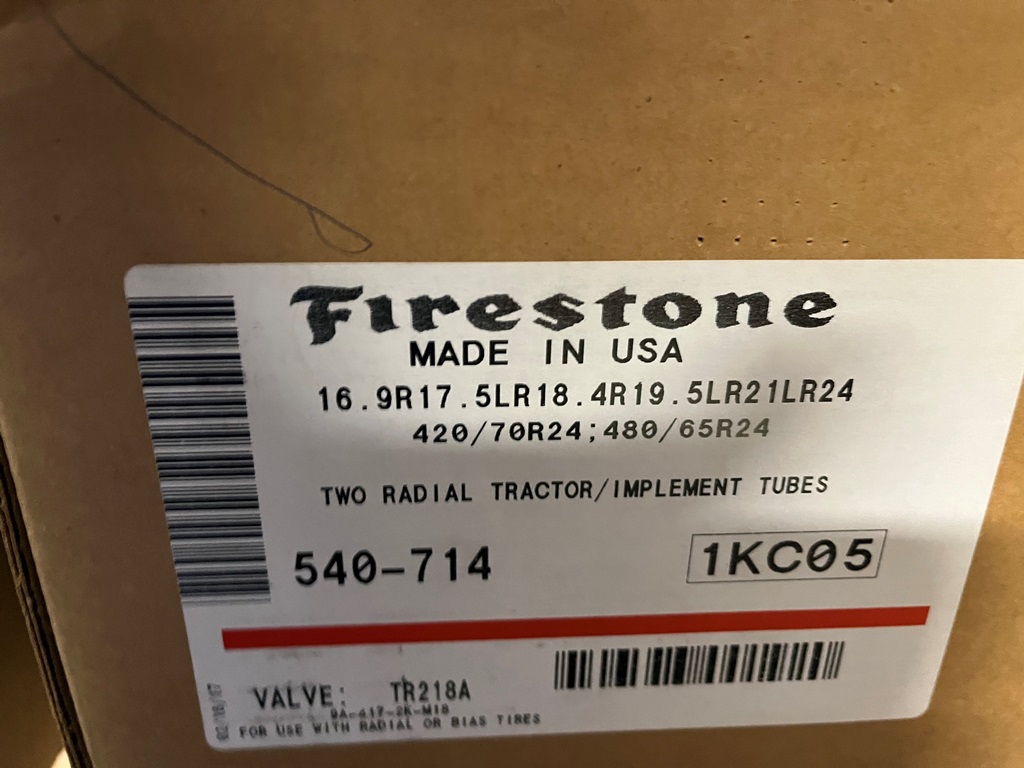 Firestone
MADE IN USA
16.9R17.5LR18.4R19.5LR21LR24
420/70R24;480/65R24
TWO RADIAL TRACTOR/IMPLEMENT TUBES
540-714
1KC05
VALVE: TR218A
FOR USE WITH RADIAL OR BIAS TIRES